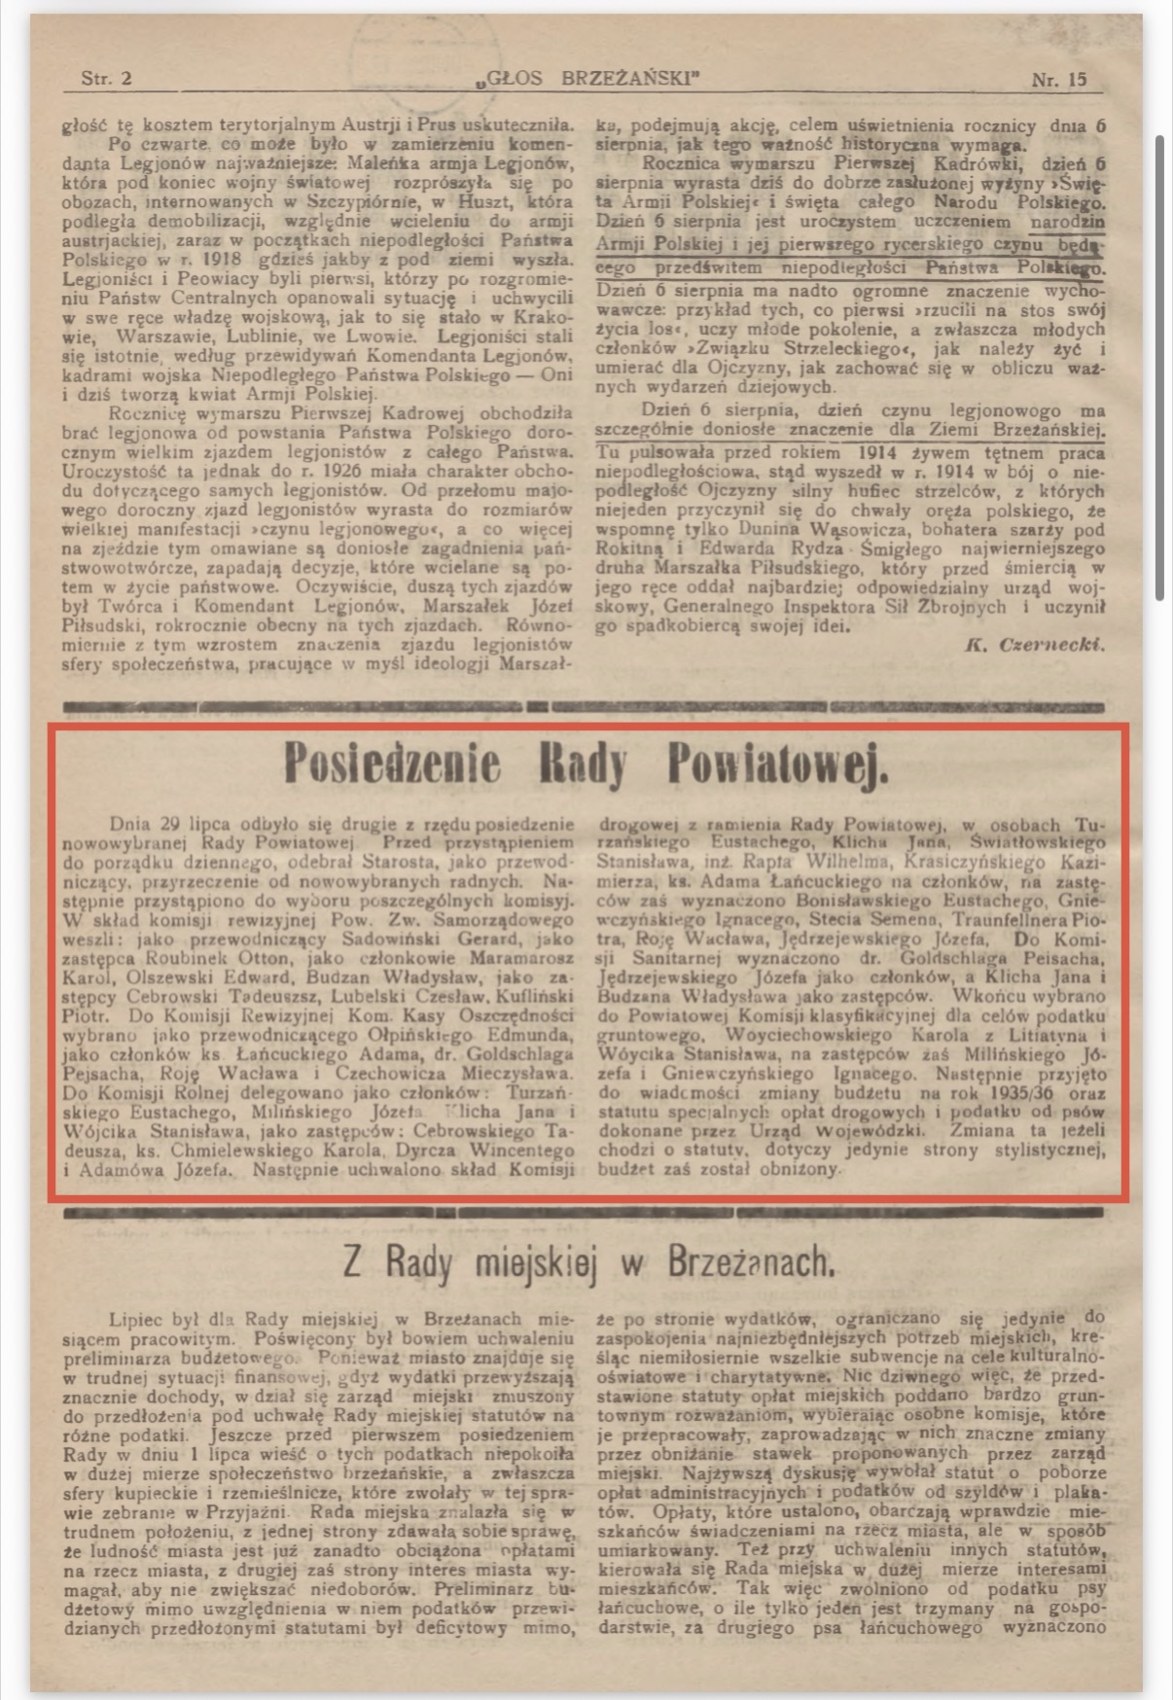 Str. 2
„GŁOS BRZEŻAŃSKI"
Nr. 15
głość tę kosztem terytorjalnym Austrji i Prus uskuteczniła.
Po czwarte, co może było w zamierzeniu komen-
danta Legjonów najważniejsze: Maleńka armja Legjonów,
która pod koniec wojny światowej rozprószyła się po
obozach, internowanych w Szczypiórnie, w Huszt, która
podległa demobilizacji, względnie wcieleniu do armji
austrjackiej, zaraz w początkach niepodległości Państwa
Polskiego w r. 1918 gdzieś jakby z pod ziemi wyszła.
Legjoniści i Peowiacy byli pierwsi, którzy po rozgromie-
niu Państw Centralnych opanowali sytuację i uchwycili
w swe ręce władzę wojskową, jak to się stało w Krako-
wie, Warszawie, Lublinie, we Lwowie. Legjoniści stali
się istotnie, według przewidywań Komendanta Legjonów,
kadrami wojska Niepodległego Państwa Polskiego — Oni
i dziś tworzą kwiat Armji Polskiej.
Rocznicę wymarszu Pierwszej Kadrowej obchodziła
brać legjonowa od powstania Państwa Polskiego doro-
cznym wielkim zjazdem legjonistów z całego Państwa.
Uroczystość ta jednak do r. 1926 miała charakter obcho-
du dotyczącego samych legjonistów. Od przełomu majo-
wego doroczny zjazd legjonistów wyrasta do rozmiarów
wielkiej manifestacji »czynu legjonowego«, a co więcej
na zjeździe tym omawiane są doniosłe zagadnienia pań-
stwowotwórcze, zapadają decyzje, które wcielane są po-
tem w życie państwowe. Oczywiście, duszą tych zjazdów
był Twórca i Komendant Legjonów, Marszałek Józef
Piłsudski, rokrocznie obecny na tych zjazdach. Równo-
miernie z tym wzrostem znaczenia zjazdu legjonistów
sfery społeczeństwa, pracujące w myśl ideologji Marszał-
ka, podejmują akcję, celem uświetnienia rocznicy dnia 6
sierpnia, jak tego ważność historyczna wymaga.
Rocznica wymarszu Pierwszej Kadrówki, dzień 6
sierpnia wyrasta dziś do dobrze zasłużonej wyżyny »Świę-
ta Armii Polskiej« i święta całego Narodu Polskiego.
Dzień 6 sierpnia jest uroczystem uczczeniem narodzin
Armji Polskiej i jej pierwszego rycerskiego czynu będą-
cego przedświtem niepodległości Państwa Polskiego.
Dzień 6 sierpnia ma nadto ogromne znaczenie wycho-
wawcze: przykład tych, co pierwsi »rzucili na stos swój
życia los«, uczy młode pokolenie, a zwłaszcza młodych
członków »Związku Strzeleckiego«, jak należy żyć i
umierać dla Ojczyzny, jak zachować się w obliczu waż-
nych wydarzeń dziejowych.
Dzień 6 sierpnia, dzień czynu legjonowogo ma
szczególnie doniosłe znaczenie dla Ziemi Brzeżańskiej.
Tu pulsowała przed rokiem 1914 żywem tętnem praca
niepodległościowa, stąd wyszedł w r. 1914 w bój o nie-
podległość Ojczyzny silny hufiec strzelców, z których
niejeden przyczynił się do chwały oręża polskiego, że
wspomnę tylko Dunina Wąsowicza, bohatera szarży pod
Rokitną i Edwarda Rydza Śmigłego najwierniejszego
druha Marszałka Piłsudskiego, który przed śmiercią w
jego ręce oddał najbardziej odpowiedzialny urząd woj-
skowy, Generalnego Inspektora Sił Zbrojnych i uczynił
go spadkobiercą swojej idei.
K. Czernecki.
Posiedzenie Rady Powiatowej.
Dnia 29 lipca odbyło się drugie z rzędu posiedzenie
nowowybranej Rady Powiatowej Przed przystąpieniem
do porządku dziennego, odebrał Starosta, jako przewod-
niczący, przyrzeczenie od nowowybranych radnych. Na-
stępnie przystąpiono do wyboru poszczególnych komisyj.
W skład komisji rewizyjnej Pow. Zw. Samorządowego
weszli: jako przewodniczący Sadowiński Gerard, jako
zastępca Roubinek Otton, jako członkowie Maramarosz
Karol, Olszewski Edward, Budzan Władysław, jako za-
stępcy Cebrowski Tadeuszsz, Lubelski Czesław, Kufliński
Piotr. Do Komisji Rewizyjnej Kom. Kasy Oszczędności
wybrano jako przewodniczącego Ołpińskiego Edmunda,
jako członków ks. Łańcuckiego Adama, dr. Goldschlaga
Pejsacha, Roję Wacława i Czechowicza Mieczysława.
Do Komisji Rolnej delegowano jako członków: Turzań-
skiego Eustachego, Milińskiego Józefa Klicha Jana i
Wójcika Stanisława, jako zastępców: Cebrowskiego Ta-
deusza, ks. Chmielewskiego Karola, Dyrcza Wincentego
i Adamówa Józefa. Następnie uchwalono skład Komisji
drogowej z ramienia Rady Powiatowej, w osobach Tu-
rzańskiego Eustachego, Klicha Jana, Światłowskiego
Stanisława, inż. Rapta Wilhelma, Krasiczyńskiego Kazi-
mierza, ks. Adama Łańcuckiego na członków, na zastę-
ców zaś wyznaczono Bonisławskiego Eustachego, Gnie-
wczyńskiego Ignacego, Stecia Semena, Traunfellnera Pio-
tra, Roję Wacława, Jędrzejewskiego Józefa, Do Komi-
sji Sanitarnej wyznaczono dr. Goldschlaga Peisacha,
Jędrzejewskiego Józefa jako członków, a Klicha Jana i
Budzana Władysława jako zastępców. Wkońcu wybrano
do Powiatowej Komisji klasyfikacyjnej dla celów podatku
gruntowego, Woyciechowskiego Karola z Litiatyna i
Wóycika Stanisława, na zastępców zaś Milińskiego Jó-
zefa i Gniewczyńskiego Ignacego. Następnie przyjęto
do wiadomości zmiany budżetu na rok 1935/36 oraz
statutu specjalnych opłat drogowych i podatku od psów
dokonane przez Urząd Wojewódzki. Zmiana ta jeżeli
chodzi o statuty, dotyczy jedynie strony stylistycznej,
budżet zaś został obniżony.
Z Rady miejskiej w Brzeżanach.
Lipiec był dla Rady miejskiej w Brzeżanach mie-
siącem pracowitym. Poświęcony był bowiem uchwaleniu
preliminarza budżetowego. Ponieważ miasto znajduje się
w trudnej sytuacji finansowej, gdyż wydatki przewyższają
znacznie dochody, w dział się zarząd miejski zmuszony
do przedłożenia pod uchwałę Rady miejskiej statutów na
różne podatki. Jeszcze przed pierwszem posiedzeniem
Rady w dniu 1 lipca wieść o tych podatkach niepokoiła
w dużej mierze społeczeństwo brzeżańskie, a zwłaszcza
sfery kupieckie i rzemieślnicze, które zwołały w tej spra-
wie zebranie w Przyjaźni. Rada miejska znalazła się w
trudnem położeniu, z jednej strony zdawała sobie sprawę,
że ludność miasta jest już zanadto obciążona opłatami
na rzecz miasta, z drugiej zaś strony interes miasta wy-
magał, aby nie zwiększać niedoborów. Preliminarz bu-
dżetowy mimo uwzględnienia w niem podatków przewi-
dzianych przedłożonymi statutami był deficytowy mimo,
że po stronie wydatków, ograniczano się jedynie do
zaspokojenia najniezbędniejszych potrzeb miejskich, kre-
śląc niemiłosiernie wszelkie subwencje na cele kulturalno-
oświatowe i charytatywne. Nic dziwnego więc, że przed-
stawione statuty opłat miejskich poddano bardzo grun-
townym rozważaniom, wybierając osobne komisje, które
je przepracowały, zaprowadzając w nich znaczne zmiany
przez obniżanie stawek proponowanych przez zarząd
miejski. Najżywszą dyskusję wywołał statut o poborze
opłat administracyjnych i podatków od szyldów i plaka-
tów. Opłaty, które ustalono, obarczają wprawdzie mie-
szkańców świadczeniami na rzecz miasta, ale w sposób
umiarkowany. Też przy uchwaleniu innych statutów,
kierowała się Rada miejska w dużej mierze interesami
mieszkańców. Tak więc zwolniono od podatku psy
łańcuchowe, o ile tylko jeden jest trzymany na gospo-
darstwie, za drugiego psa łańcuchowego wyznaczono